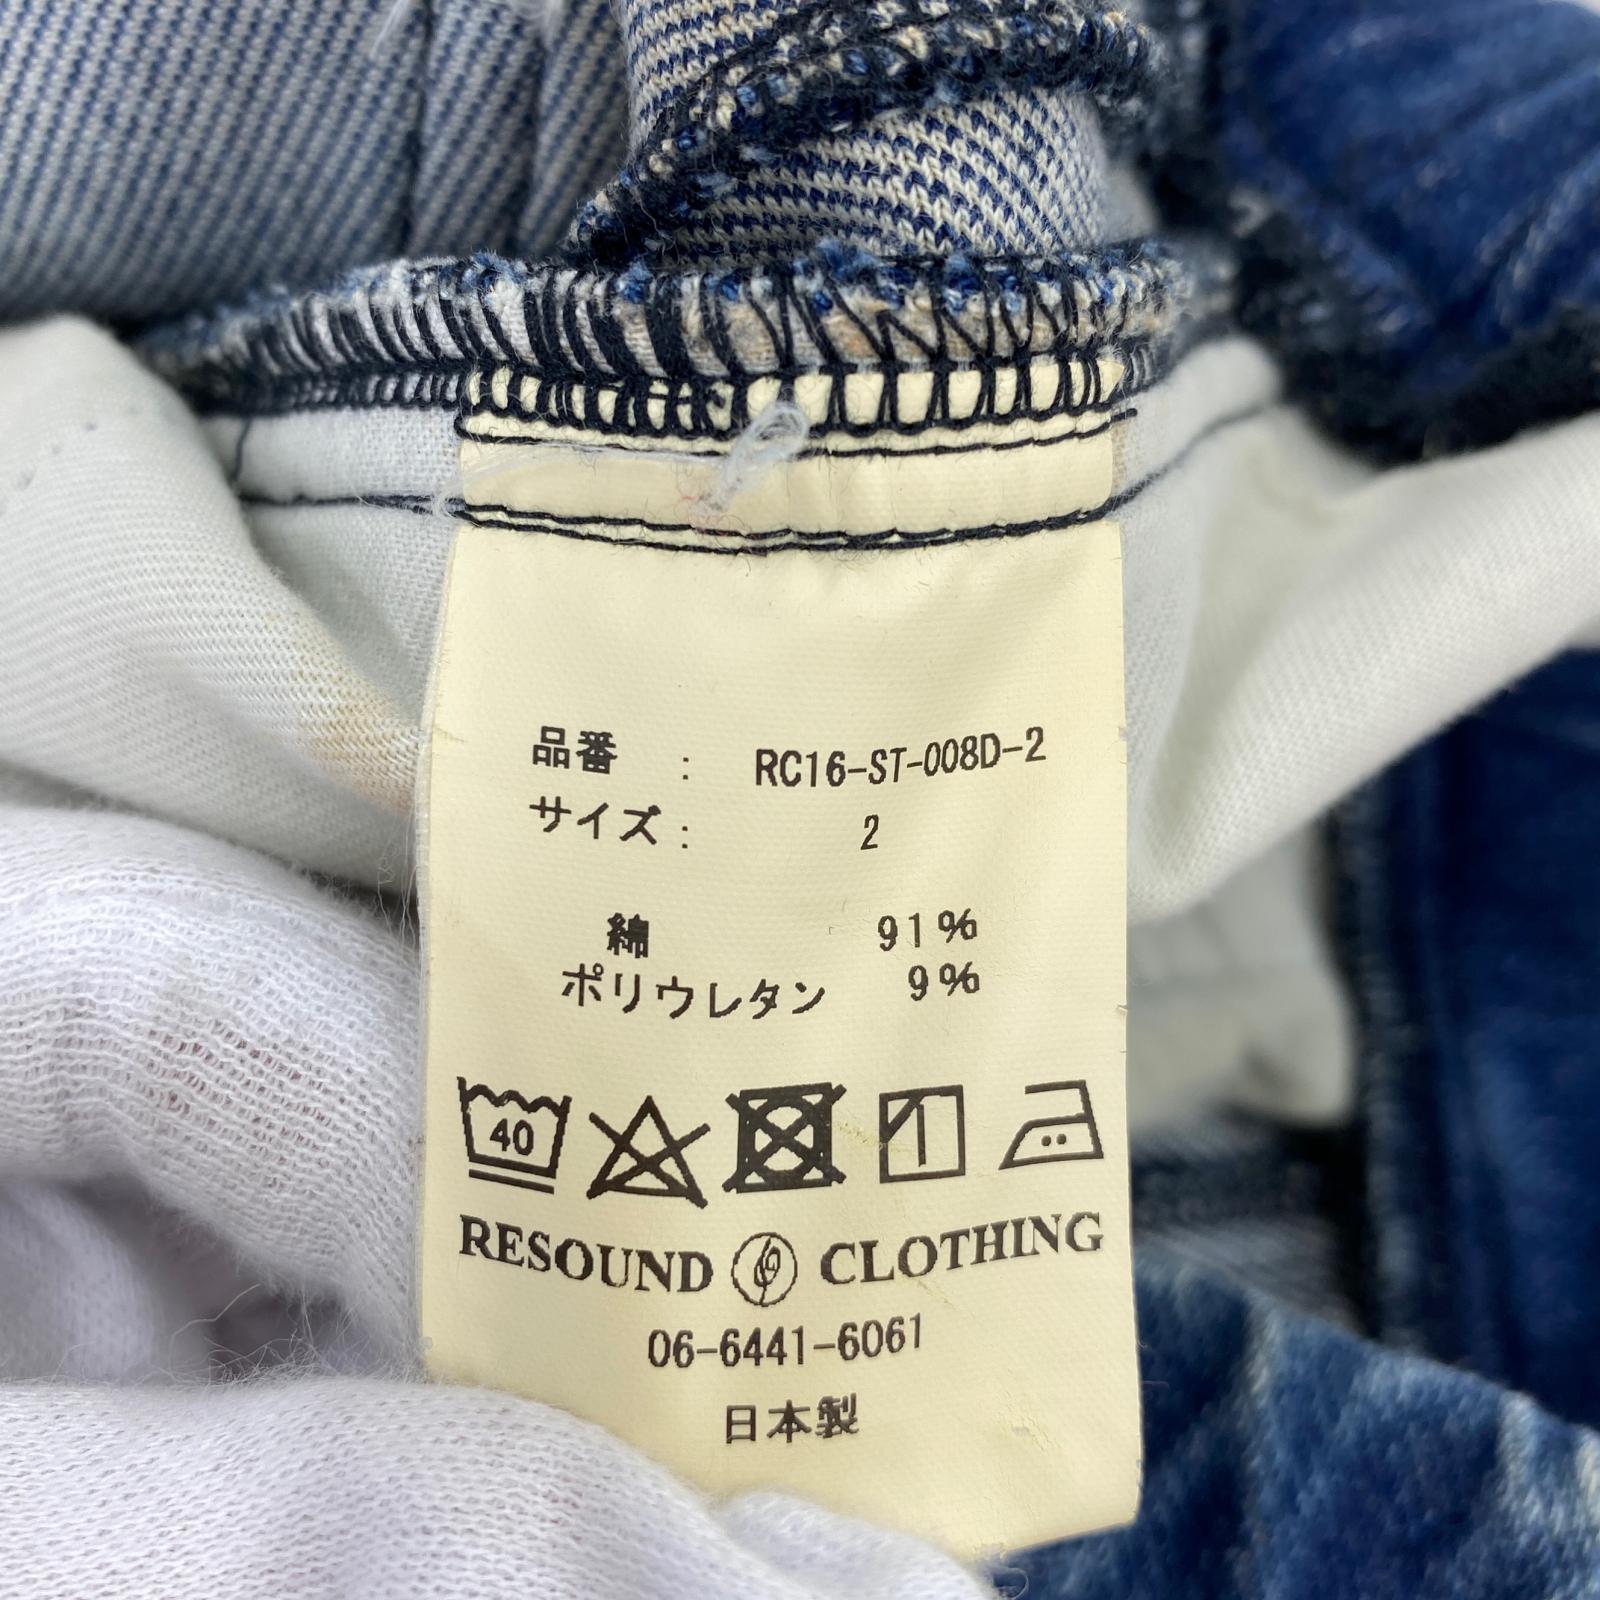 品番 : RC16-ST-008D-2
サイズ : 2
綿 91%
ポリウレタン 9%
40
RESOUND CLOTHING
06-6441-6061
日本製